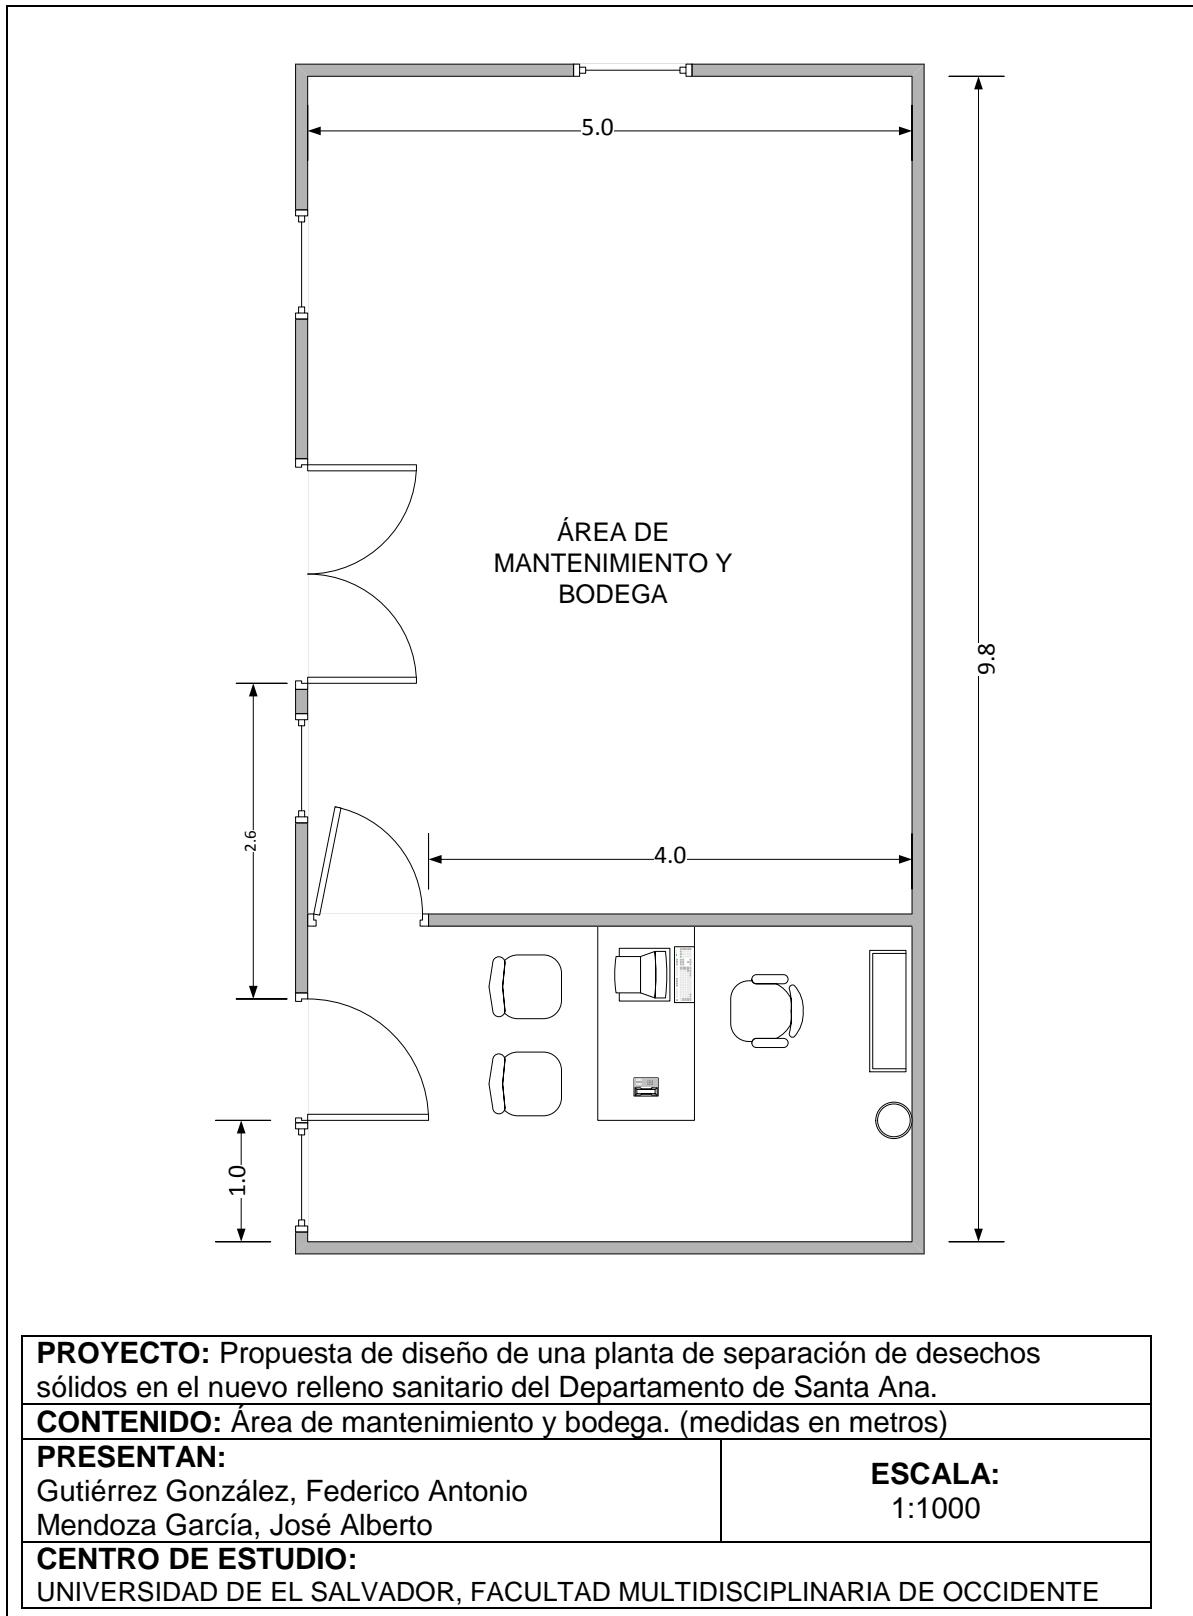 5.0
ÁREA DE
MANTENIMIENTO Y
BODEGA
9.8
2.6
4.0
1.0
PROYECTO: Propuesta de diseño de una planta de separación de desechos
sólidos en el nuevo relleno sanitario del Departamento de Santa Ana.
CONTENIDO: Área de mantenimiento y bodega. (medidas en metros)
PRESENTAN:
Gutiérrez González, Federico Antonio
Mendoza García, José Alberto
ESCALA:
1:1000
CENTRO DE ESTUDIO:
UNIVERSIDAD DE EL SALVADOR, FACULTAD MULTIDISCIPLINARIA DE OCCIDENTE